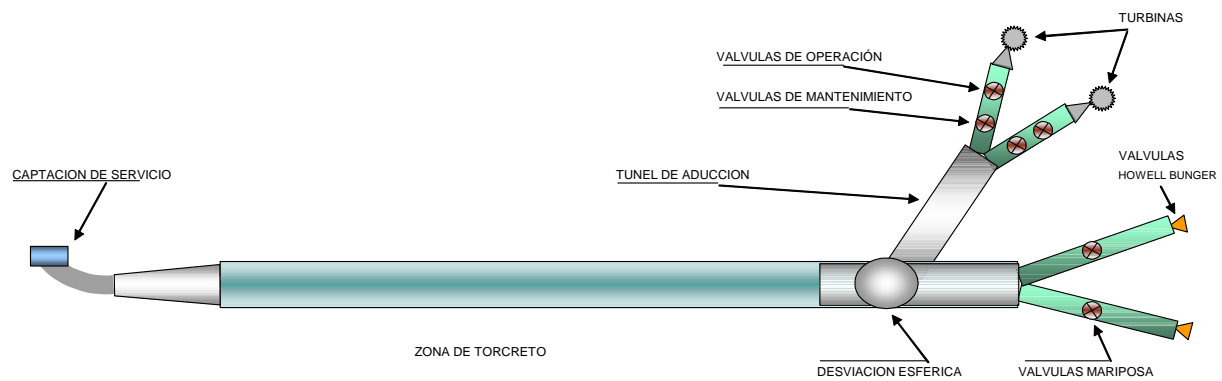 TURBINAS
VALVULAS DE OPERACIÓN
VALVULAS DE MANTENIMIENTO
VALVULAS
HOWELL BUNGER
CAPTACION DE SERVICIO
TUNEL DE ADUCCION
ZONA DE TORCRETO
DESVIACION ESFERICA
VALVULAS MARIPOSA